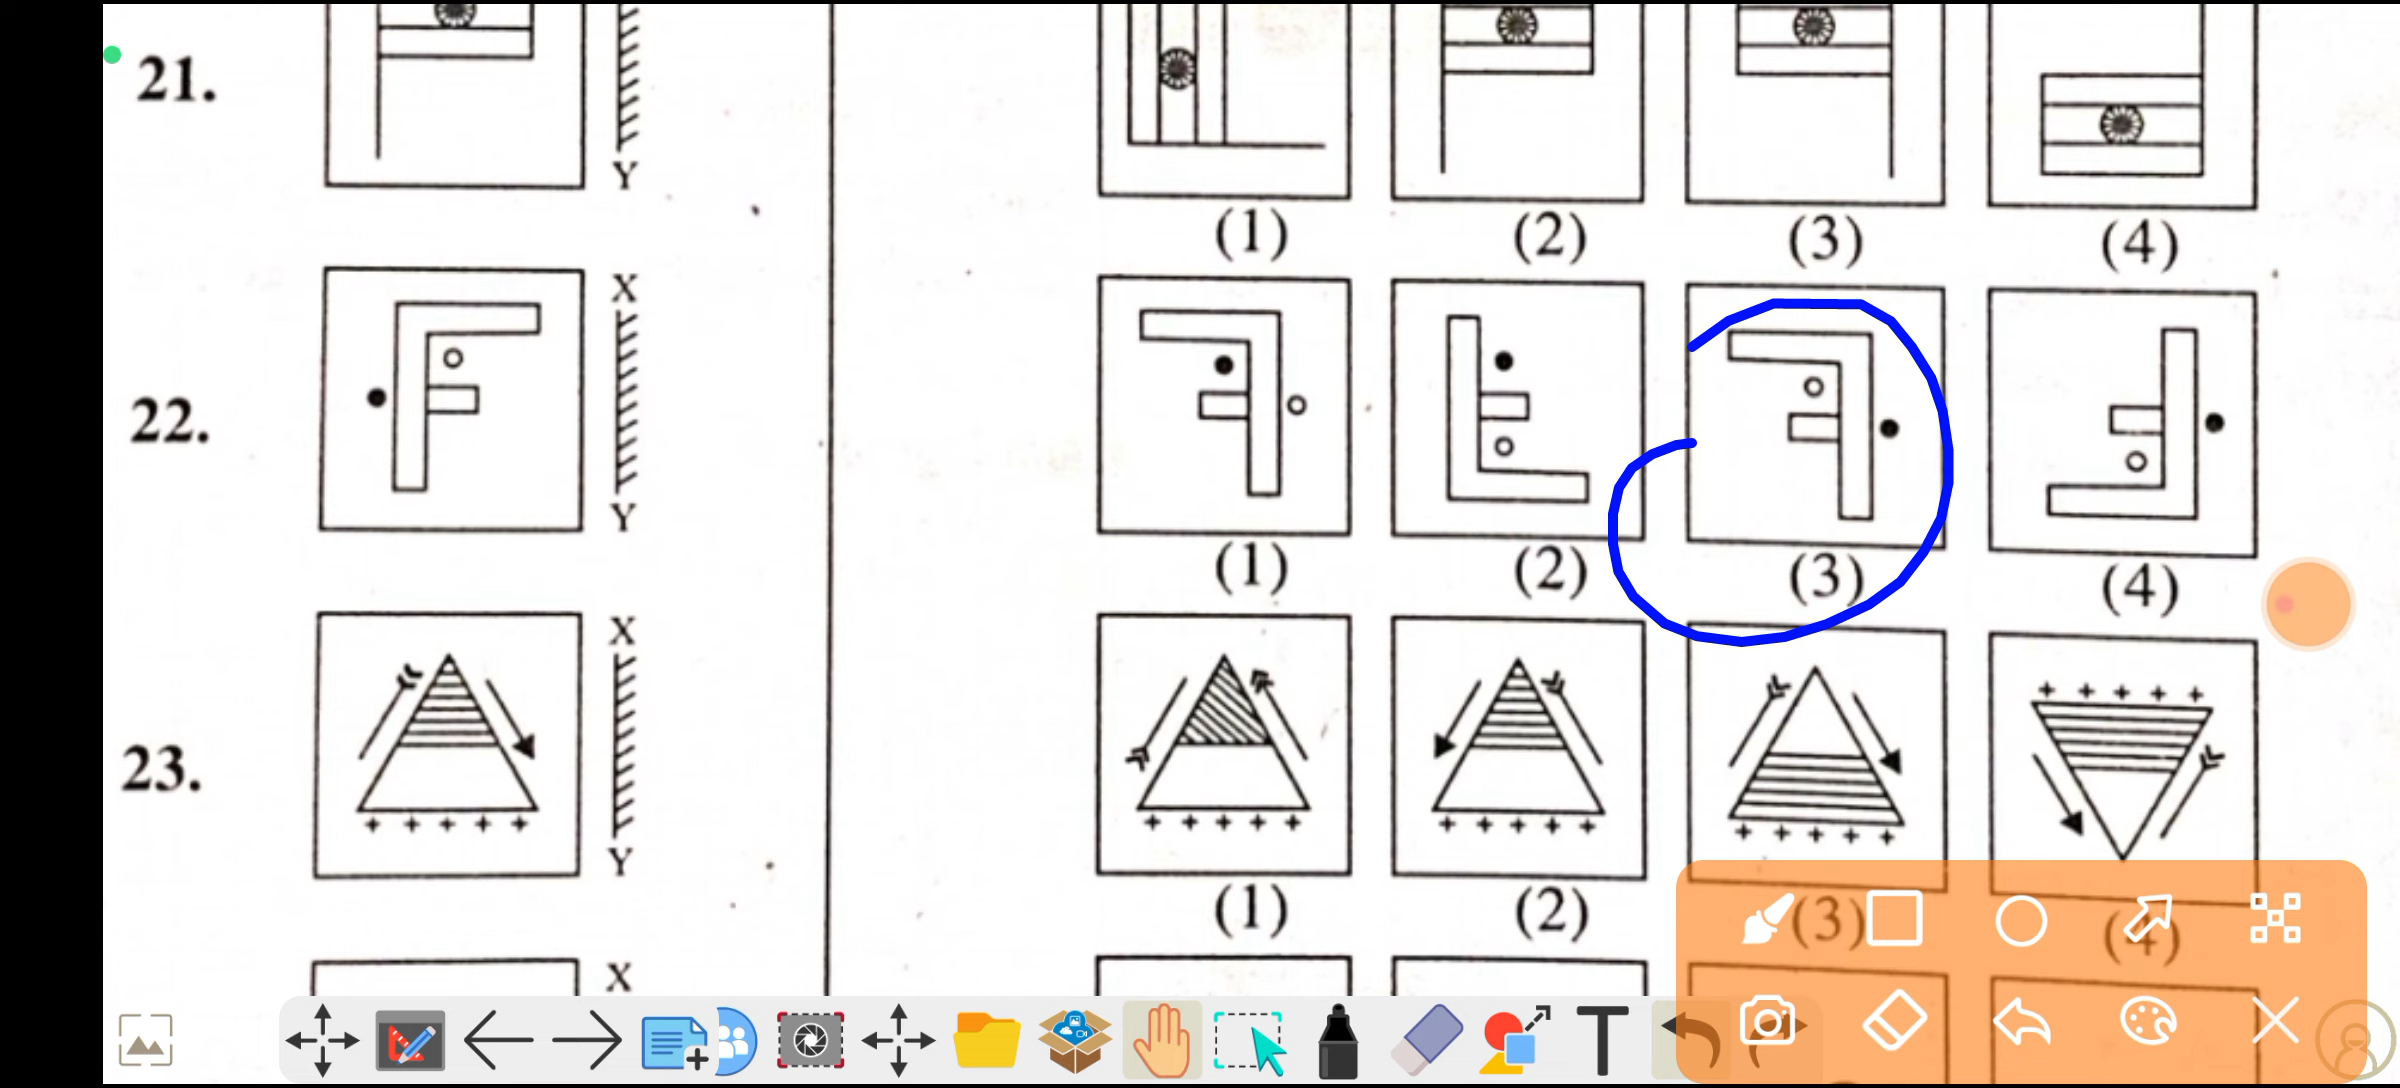 21.
Y
(1) (2) (3) (4)
X
22.
Y
(1) (2) (3) (4)
X
23.
Y
(1) (2) (3) (4)
X
T